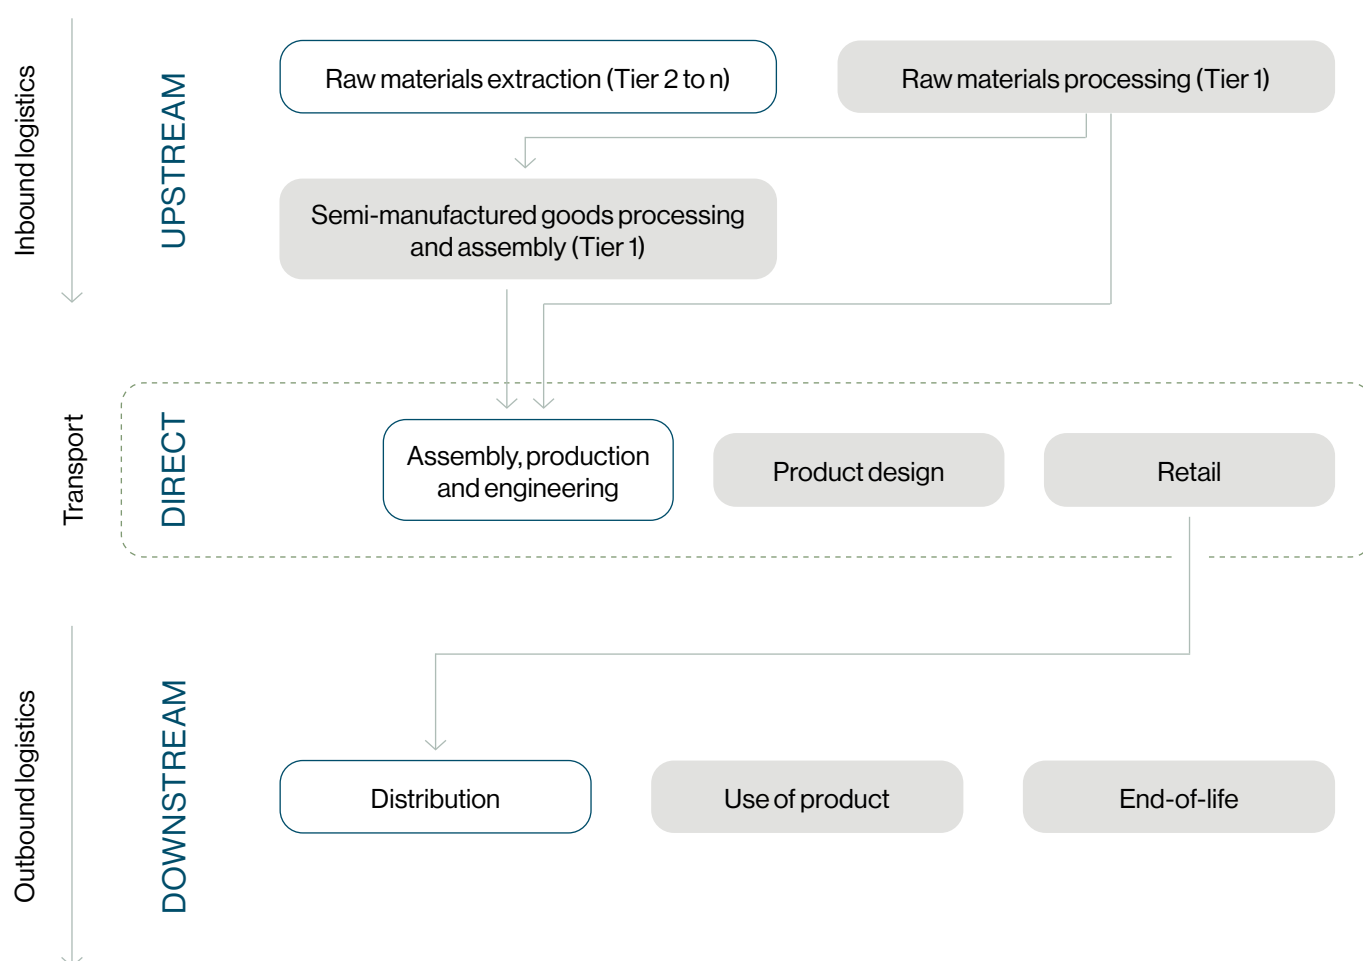 Inbound logistics
UPSTREAM
Raw materials extraction (Tier 2 to n)
Raw materials processing (Tier 1)
Semi-manufactured goods processing
and assembly (Tier 1)
Transport
DIRECT
Assembly, production
and engineering
Product design
Retail
Outbound logistics
DOWNSTREAM
Distribution
Use of product
End-of-life